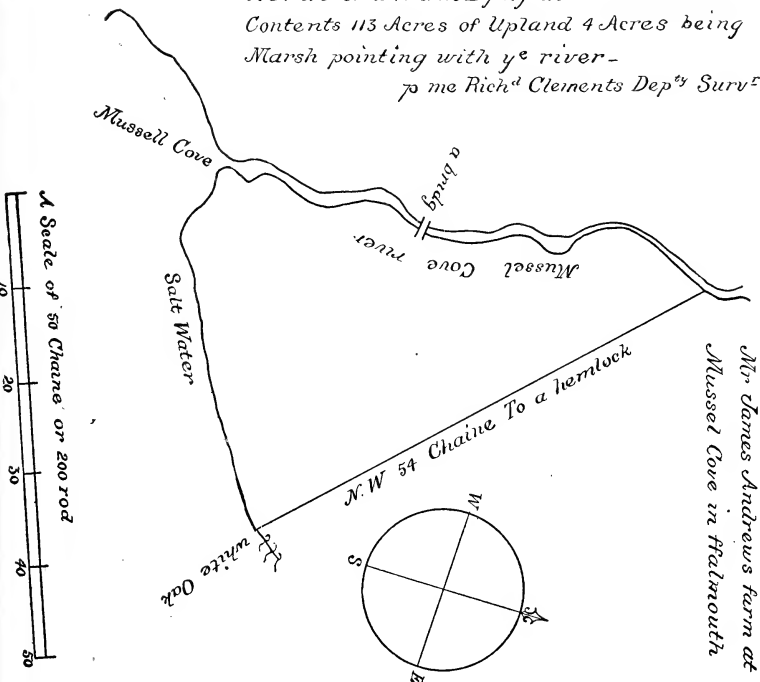 Contents 113 Acres of Upland 4 Acres being
Marsh pointing with yᵉ river-
p me Richᵈ Clements Depᵗʸ Survʳ
Mussell Cove
a bridg
Mussel Cove river
Salt Water
N.W 54 Chaine To a hemlock
white Oak
A Scale of 50 Chaine or 200 rod
10
20
30
40
50
Mr James Andrews farm at
Mussel Cove in ffalmouth
W
S
N
E